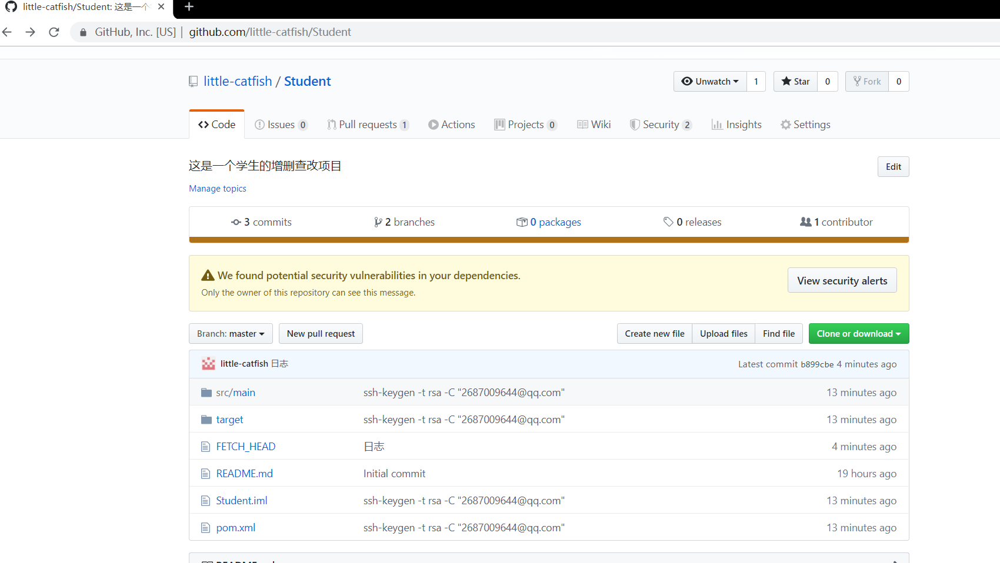 little-catfish/Student: 这是一个
GitHub, Inc. [US] | github.com/little-catfish/Student
little-catfish / Student
Unwatch 1 Star 0 Fork 0
Code Issues 0 Pull requests 1 Actions Projects 0 Wiki Security 2 Insights Settings
这是一个学生的增删查改项目
Edit
Manage topics
3 commits 2 branches 0 packages 0 releases 1 contributor
We found potential security vulnerabilities in your dependencies.
Only the owner of this repository can see this message.
View security alerts
Branch: master New pull request Create new file Upload files Find file Clone or download
little-catfish 日志 Latest commit b899cbe 4 minutes ago
src/main ssh-keygen -t rsa -C "2687009644@qq.com" 13 minutes ago
target ssh-keygen -t rsa -C "2687009644@qq.com" 13 minutes ago
FETCH_HEAD 日志 4 minutes ago
README.md Initial commit 19 hours ago
Student.iml ssh-keygen -t rsa -C "2687009644@qq.com" 13 minutes ago
pom.xml ssh-keygen -t rsa -C "2687009644@qq.com" 13 minutes ago